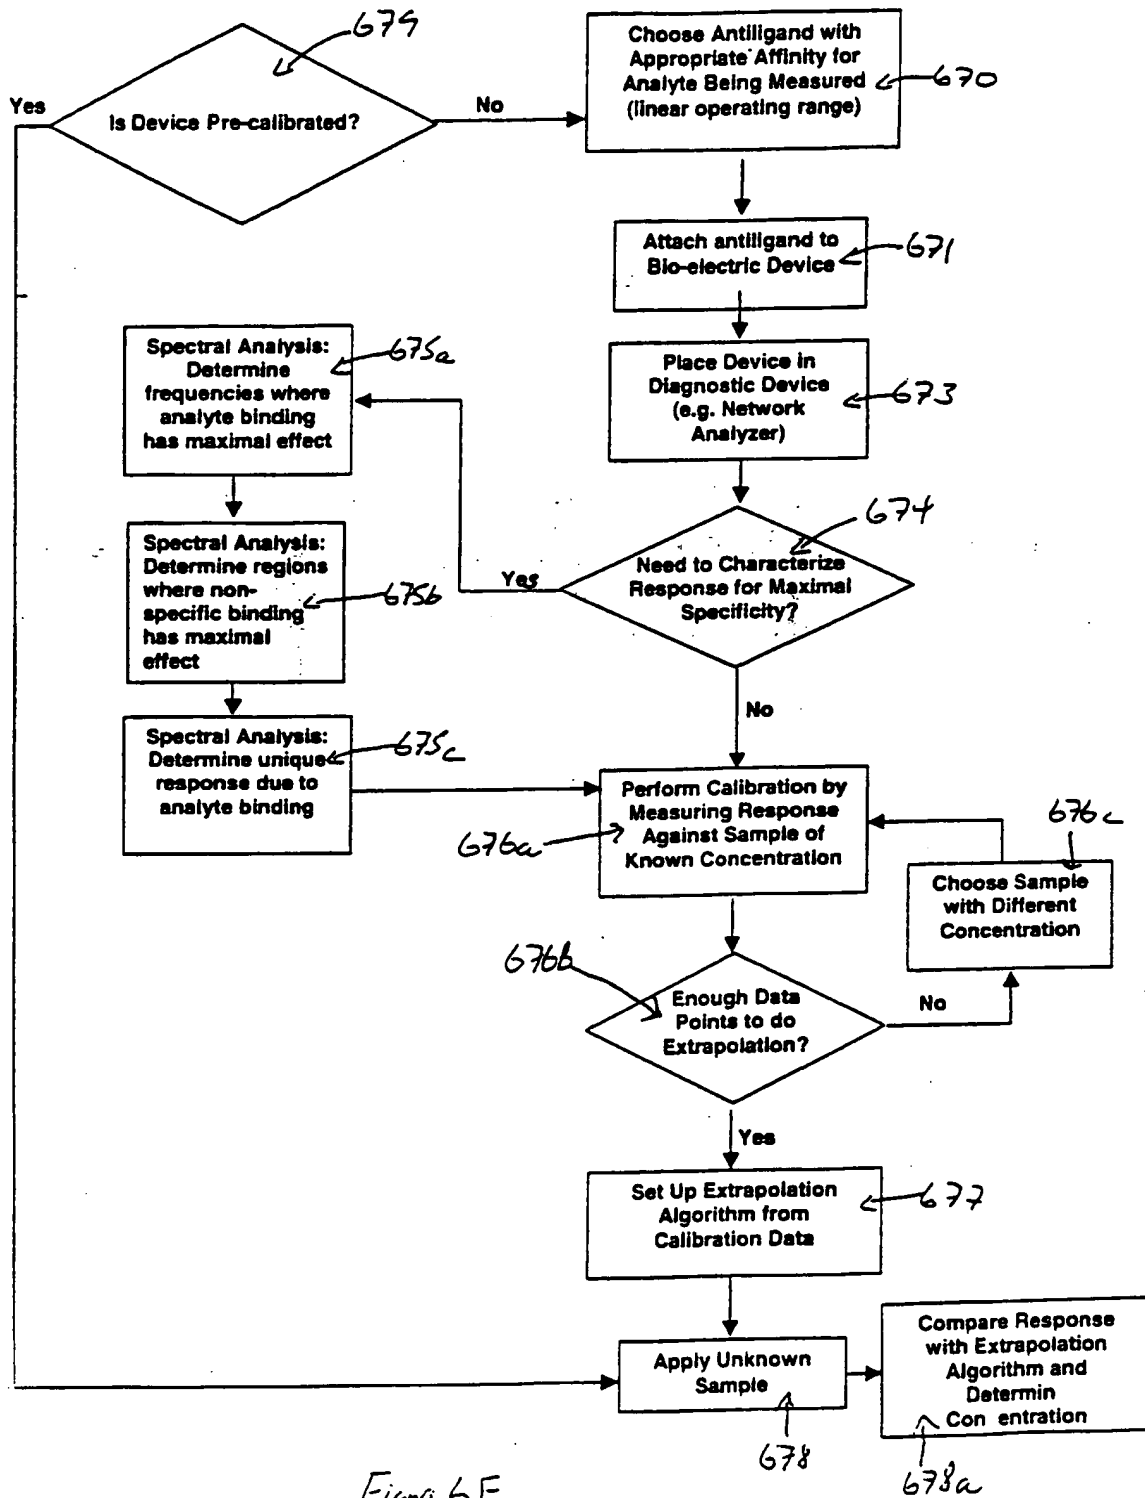 679
Is Device Pre-calibrated?
Yes
No
Choose Antiligand with
Appropriate Affinity for
Analyte Being Measured
(linear operating range)
670
Attach antiligand to
Bio-electric Device
671
Place Device in
Diagnostic Device
(e.g. Network
Analyzer)
673
Need to Characterize
Response for Maximal
Specificity?
674
Yes
No
Spectral Analysis:
Determine
frequencies where
analyte binding
has maximal effect
675a
Spectral Analysis:
Determine regions
where non-
specific binding
has maximal
effect
675b
Spectral Analysis:
Determine unique
response due to
analyte binding
675c
Perform Calibration by
Measuring Response
Against Sample of
Known Concentration
676a
Enough Data
Points to do
Extrapolation?
676b
No
Choose Sample
with Different
Concentration
676c
Yes
Set Up Extrapolation
Algorithm from
Calibration Data
677
Apply Unknown
Sample
678
Compare Response
with Extrapolation
Algorithm and
Determin
Con entration
678a
6F